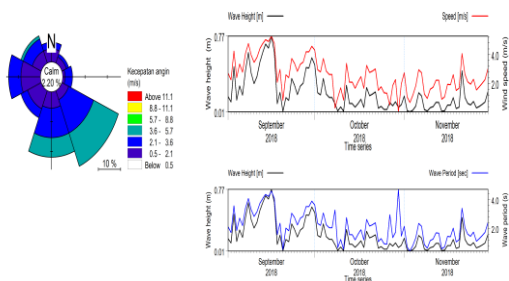 N
Calm
2.20 %
Kecepatan angin
(m/s)
Above 11.1
8.8 - 11.1
5.7 - 8.8
3.6 - 5.7
2.1 - 3.6
0.5 - 2.1
Below 0.5
10 %
Wave Height [m]
Speed [m/s]
0.77
0.01
Wave height (m)
4.0
2.0
Wind speed (m/s)
September
2018
October
2018
November
2018
Time series
Wave Height [m]
Wave Period [sec]
0.77
0.01
Wave height (m)
4.0
2.0
Wave period (s)
September
2018
October
2018
November
2018
Time series